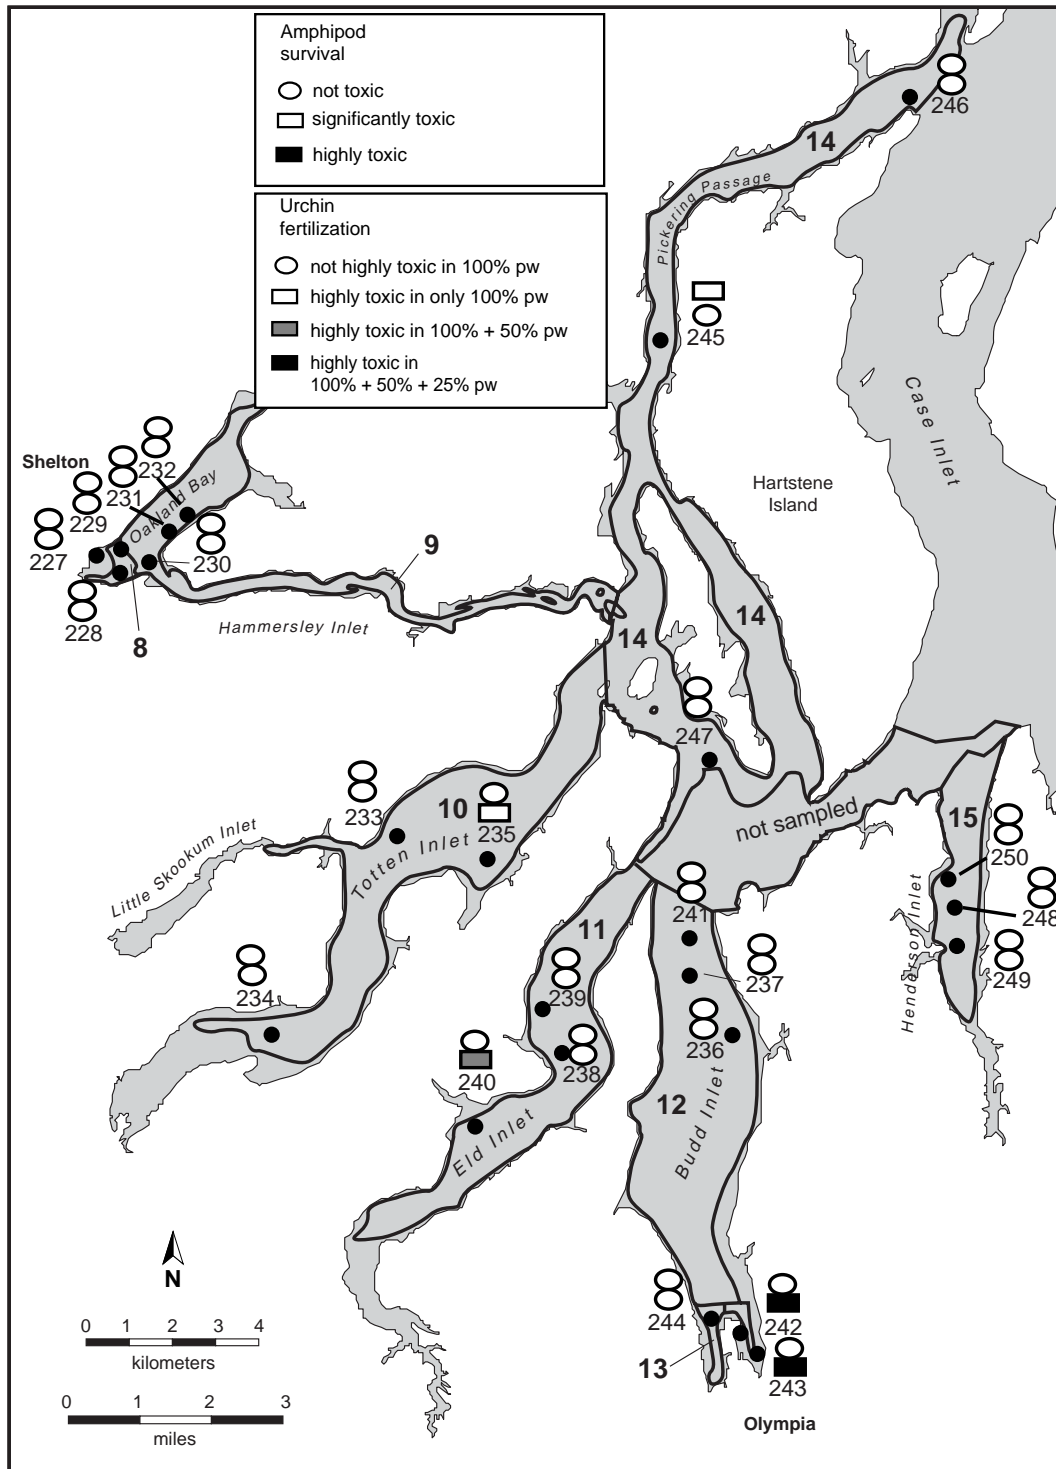 Amphipod
survival
not toxic
significantly toxic
highly toxic
Urchin
fertilization
not highly toxic in 100% pw
highly toxic in only 100% pw
highly toxic in 100% + 50% pw
highly toxic in
100% + 50% + 25% pw
246
14
Pickering Passage
245
Case Inlet
Shelton
232
231
229
Oakland Bay
227
230
228
8
9
Hammersley Inlet
Hartstene
Island
14
14
247
233
10
235
Totten Inlet
Little Skookum Inlet
234
not sampled
15
250
248
249
Henderson Inlet
241
237
236
11
239
238
240
Eld Inlet
12
Budd Inlet
244
242
243
13
Olympia
N
0 1 2 3 4
kilometers
0 1 2 3
miles